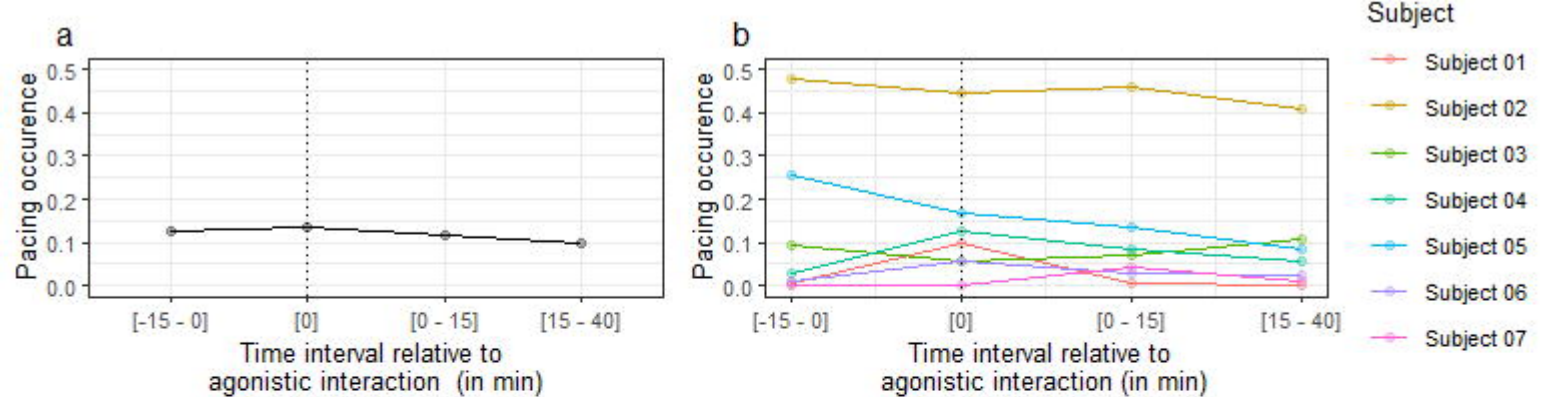 a
Pacing occurence
0.5
0.4
0.3
0.2
0.1
0.0
[-15 - 0] [0] [0 - 15] [15 - 40]
Time interval relative to
agonistic interaction (in min)
b
Pacing occurence
0.5
0.4
0.3
0.2
0.1
0.0
[-15 - 0] [0] [0 - 15] [15 - 40]
Time interval relative to
agonistic interaction (in min)
Subject
Subject 01
Subject 02
Subject 03
Subject 04
Subject 05
Subject 06
Subject 07